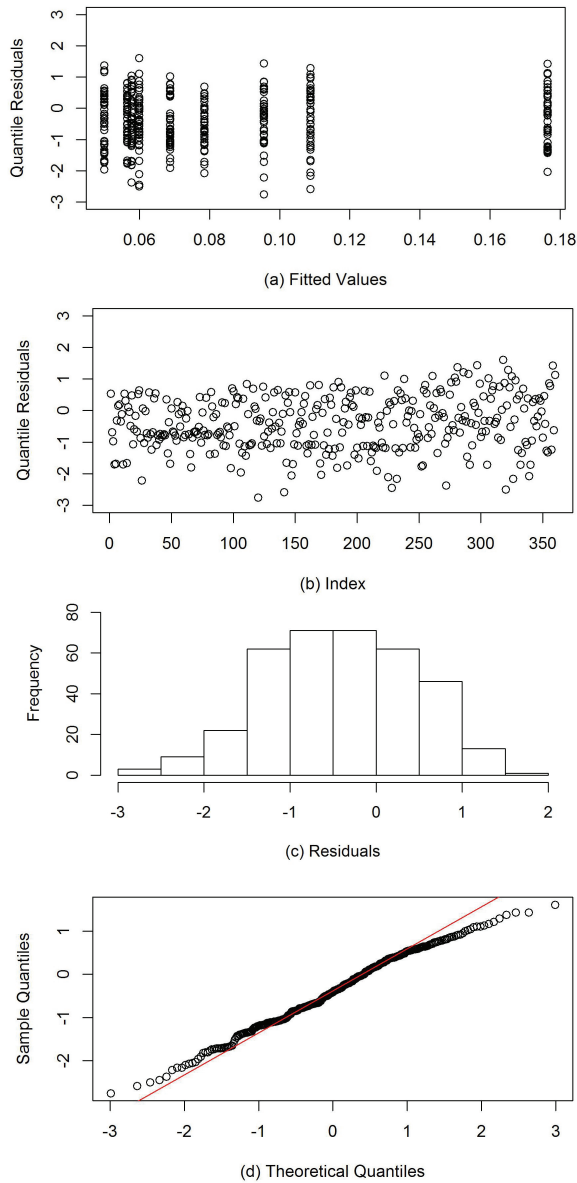 Quantile Residuals
3
2
1
0
-1
-2
-3
0.06 0.08 0.10 0.12 0.14 0.16 0.18
(a) Fitted Values
Quantile Residuals
3
2
1
0
-1
-2
-3
0 50 100 150 200 250 300 350
(b) Index
Frequency
80
60
40
20
0
-3 -2 -1 0 1 2
(c) Residuals
Sample Quantiles
1
0
-1
-2
-3 -2 -1 0 1 2 3
(d) Theoretical Quantiles